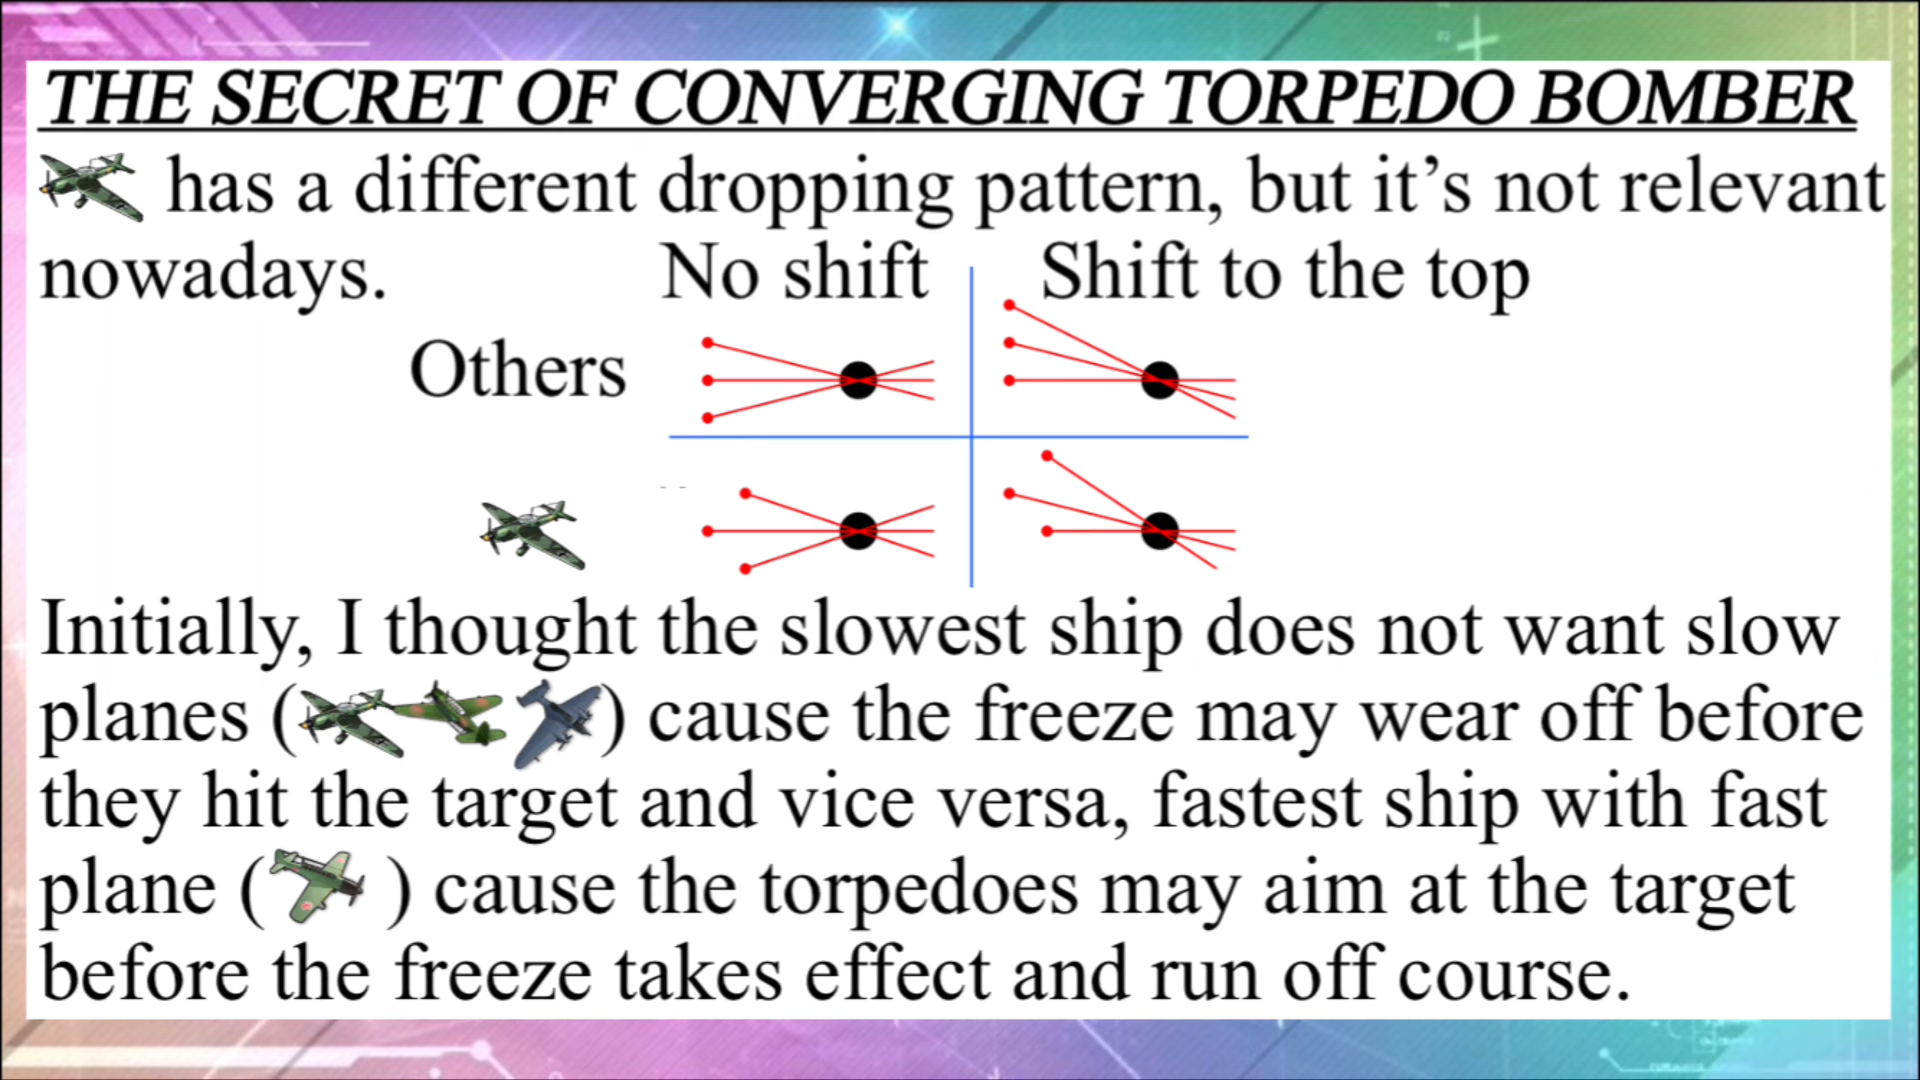 THE SECRET OF CONVERGING TORPEDO BOMBER
has a different dropping pattern, but it’s not relevant
nowadays.
No shift
Shift to the top
Others
Initially, I thought the slowest ship does not want slow
planes ( ) cause the freeze may wear off before
they hit the target and vice versa, fastest ship with fast
plane ( ) cause the torpedoes may aim at the target
before the freeze takes effect and run off course.